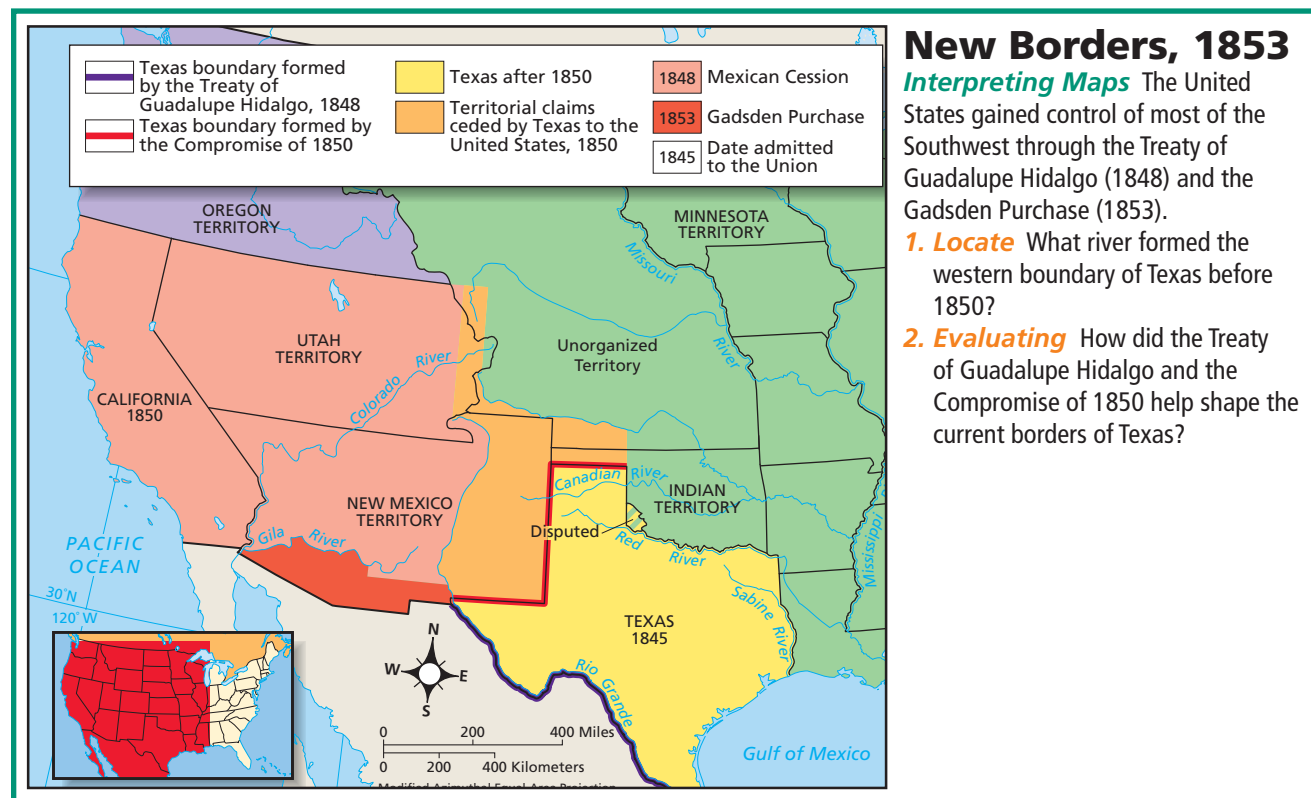 Texas boundary formed
by the Treaty of
Guadalupe Hidalgo, 1848
Texas boundary formed by
the Compromise of 1850
Texas after 1850
Territorial claims
ceded by Texas to the
United States, 1850
1848 Mexican Cession
1853 Gadsden Purchase
1845 Date admitted
to the Union
OREGON
TERRITORY
MINNESOTA
TERRITORY
Missouri
River
UTAH
TERRITORY
Colorado River
Unorganized
Territory
CALIFORNIA
1850
NEW MEXICO
TERRITORY
Canadian River
INDIAN
TERRITORY
Disputed
Red River
Gila River
Mississippi
PACIFIC
OCEAN
30°N
120°W
TEXAS
1845
Sabine River
Rio Grande
Gulf of Mexico
N
W E
S
0 200 400 Miles
0 200 400 Kilometers
Modified Azimuthal Equal Area Projection
New Borders, 1853
Interpreting Maps The United
States gained control of most of the
Southwest through the Treaty of
Guadalupe Hidalgo (1848) and the
Gadsden Purchase (1853).
1. Locate What river formed the
western boundary of Texas before
1850?
2. Evaluating How did the Treaty
of Guadalupe Hidalgo and the
Compromise of 1850 help shape the
current borders of Texas?